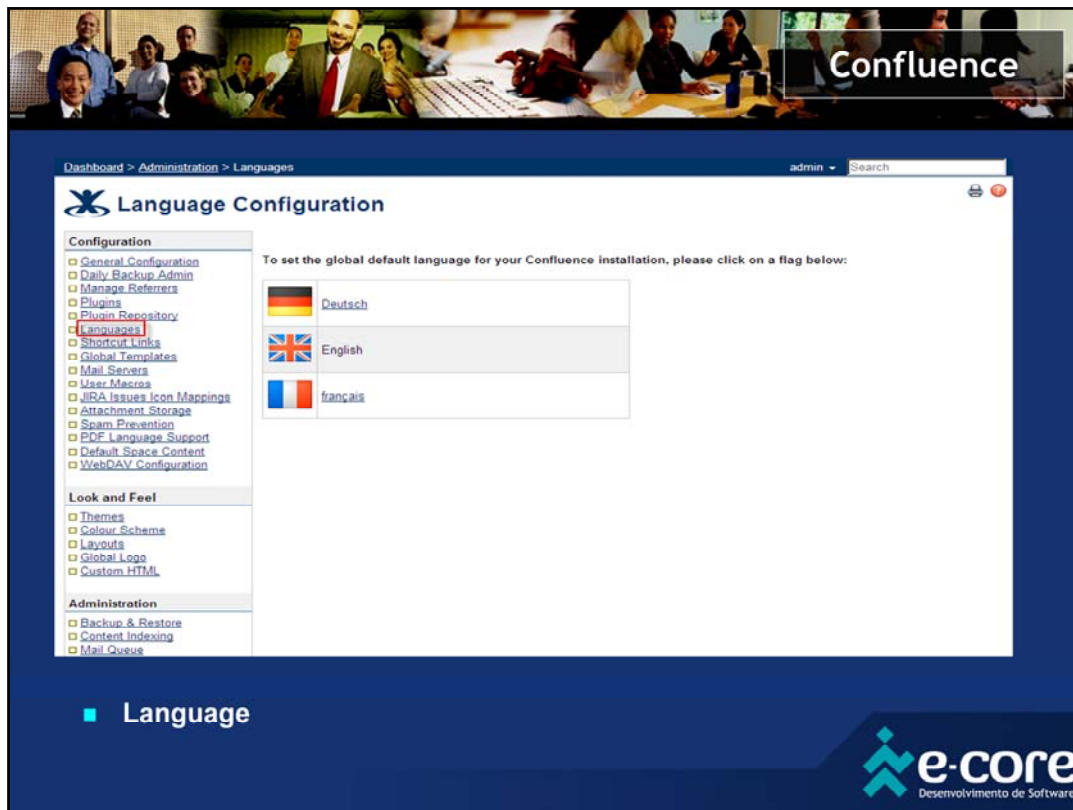 Confluence
Dashboard > Administration > Languages
admin
Search
Language Configuration
Configuration
General Configuration
Daily Backup Admin
Manage Referrers
Plugins
Plugin Repository
Languages
Shortcut Links
Global Templates
Mail Servers
User Macros
JIRA Issues Icon Mappings
Attachment Storage
Spam Prevention
PDF Language Support
Default Space Content
WebDAV Configuration
Look and Feel
Themes
Colour Scheme
Layouts
Global Logo
Custom HTML
Administration
Backup & Restore
Content Indexing
Mail Queue
To set the global default language for your Confluence installation, please click on a flag below:
Deutsch
English
français
Language
e-core
Desenvolvimento de Software